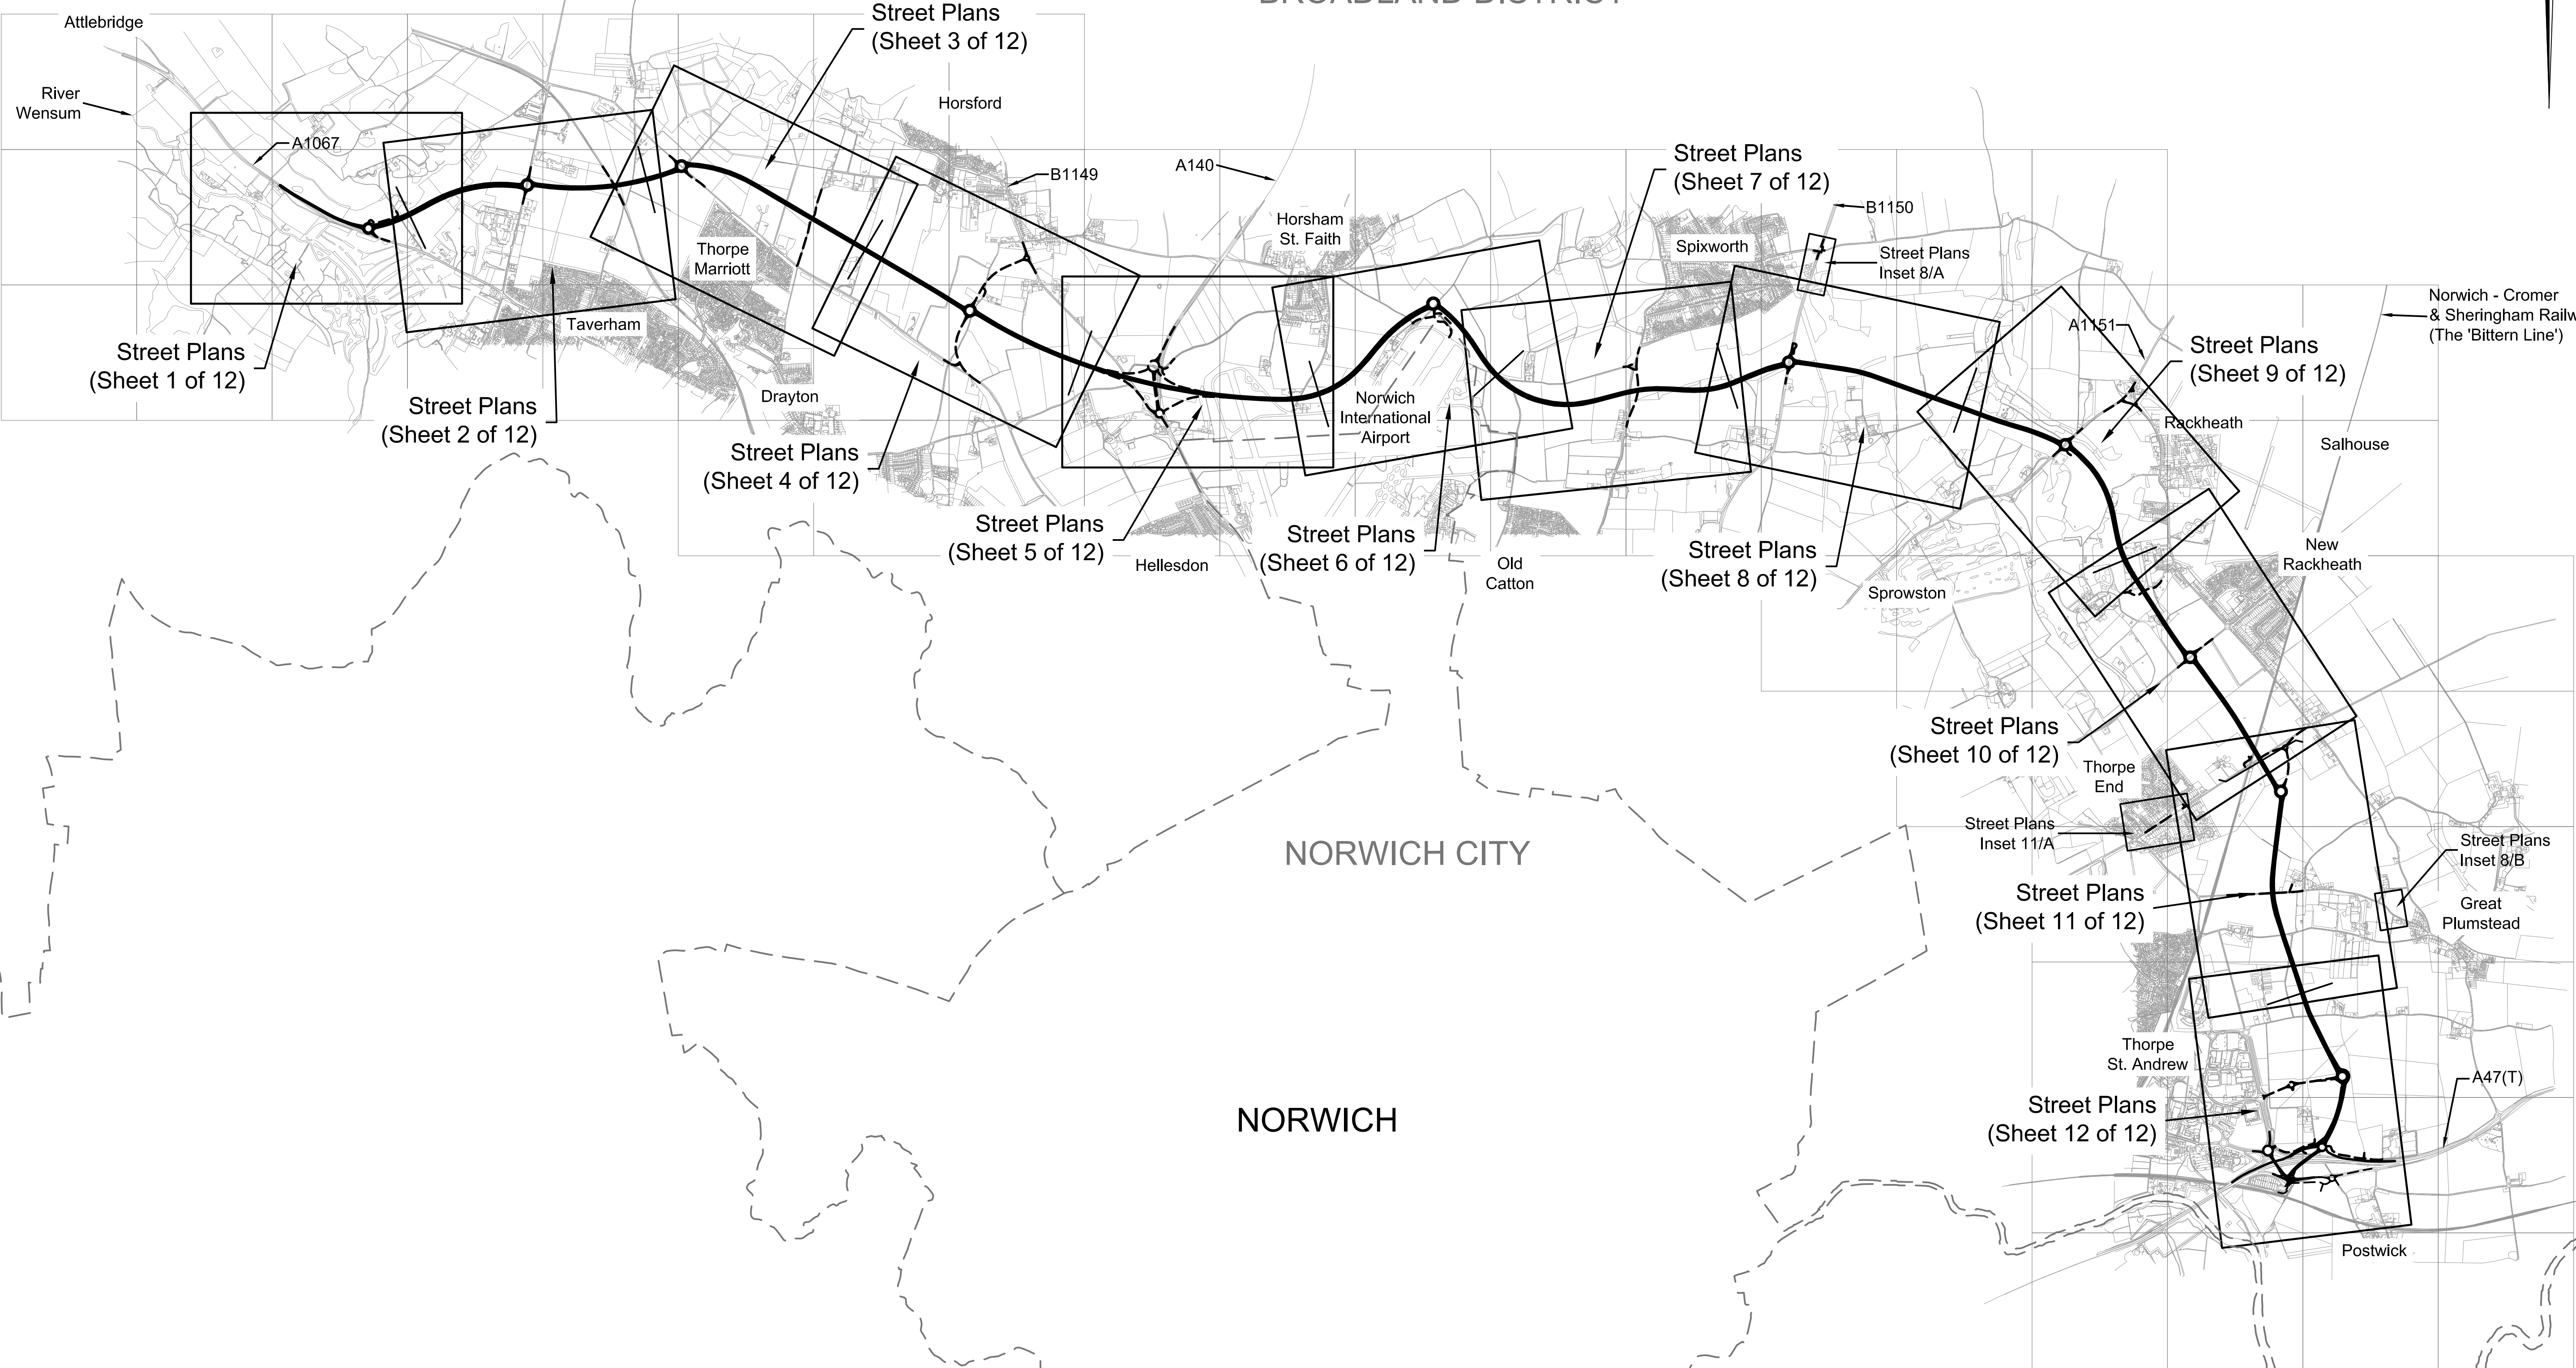 BROADLAND DISTRICT
Attlebridge
Street Plans
(Sheet 3 of 12)
River
Wensum
Horsford
A1067
B1149
A140
Street Plans
(Sheet 7 of 12)
B1150
Horsham
St. Faith
Thorpe
Marriott
Spixworth
Street Plans
Inset 8/A
Norwich - Cromer
& Sheringham Railw
(The 'Bittern Line')
Taverham
A1151
Street Plans
(Sheet 1 of 12)
Street Plans
(Sheet 9 of 12)
Street Plans
(Sheet 2 of 12)
Drayton
Norwich
International
Airport
Rackheath
Salhouse
Street Plans
(Sheet 4 of 12)
Street Plans
(Sheet 5 of 12)
Hellesdon
Street Plans
(Sheet 6 of 12)
Old
Catton
Street Plans
(Sheet 8 of 12)
New
Rackheath
Sprowston
Street Plans
(Sheet 10 of 12)
Thorpe
End
Street Plans
Inset 11/A
NORWICH CITY
Street Plans
Inset 8/B
Street Plans
(Sheet 11 of 12)
Great
Plumstead
Thorpe
St. Andrew
A47(T)
Street Plans
(Sheet 12 of 12)
NORWICH
Postwick